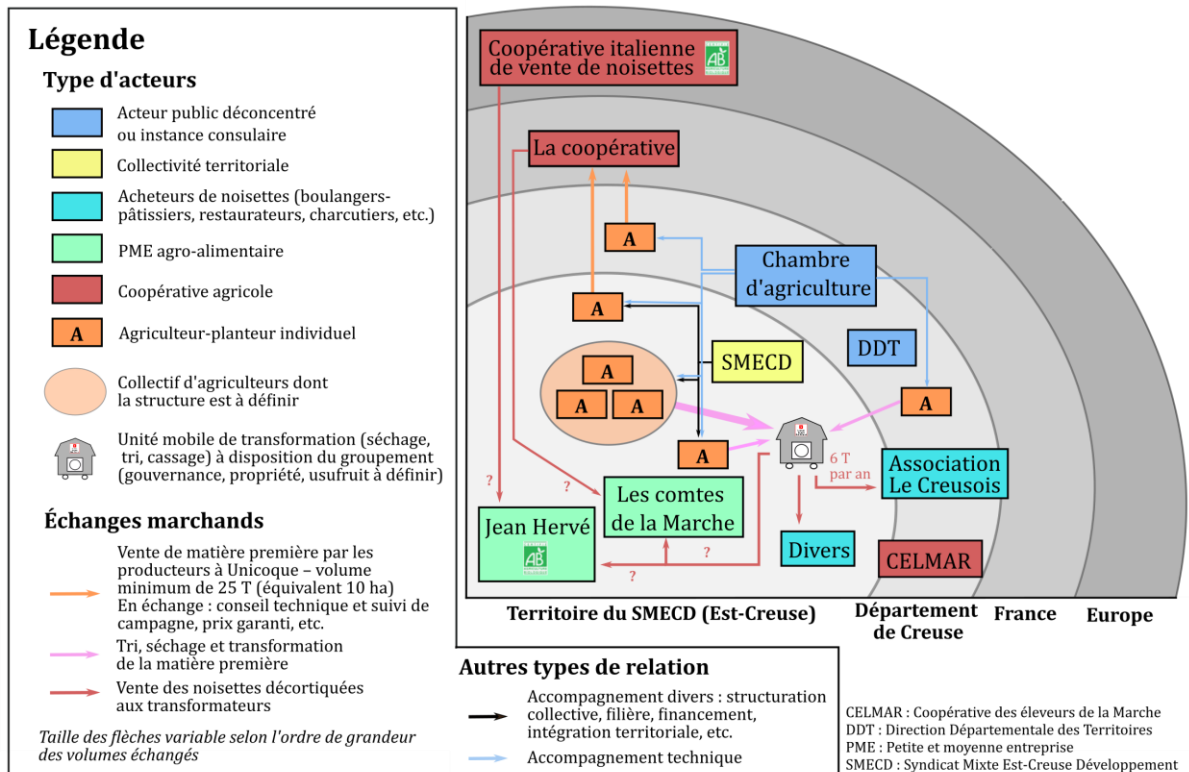 Légende
Type d'acteurs
Acteur public déconcentré
ou instance consulaire
Collectivité territoriale
Acheteurs de noisettes (boulangers-
pâtissiers, restaurateurs, charcutiers, etc.)
PME agro-alimentaire
Coopérative agricole
A
Agriculteur-planteur individuel
Collectif d'agriculteurs dont
la structure est à définir
Unité mobile de transformation (séchage,
tri, cassage) à disposition du groupement
(gouvernance, propriété, usufruit à définir)
Échanges marchands
Vente de matière première par les
producteurs à Unicoque – volume
minimum de 25 T (équivalent 10 ha)
En échange : conseil technique et suivi de
campagne, prix garanti, etc.
Tri, séchage et transformation
de la matière première
Vente des noisettes décortiquées
aux transformateurs
Taille des flèches variable selon l'ordre de grandeur
des volumes échangés
Coopérative italienne
de vente de noisettes
AB
La coopérative
A
Chambre
d'agriculture
A
DDT
SMECD
A
A A
A
A
6 T
par an
Association
Le Creusois
?
?
Les comtes
de la Marche
Jean Hervé
AB
?
?
Divers
CELMAR
Territoire du SMECD (Est-Creuse)
Département
de Creuse
France
Europe
Autres types de relation
Accompagnement divers : structuration
collective, filière, financement,
intégration territoriale, etc.
Accompagnement technique
CELMAR : Coopérative des éleveurs de la Marche
DDT : Direction Départementale des Territoires
PME : Petite et moyenne entreprise
SMECD : Syndicat Mixte Est-Creuse Développement